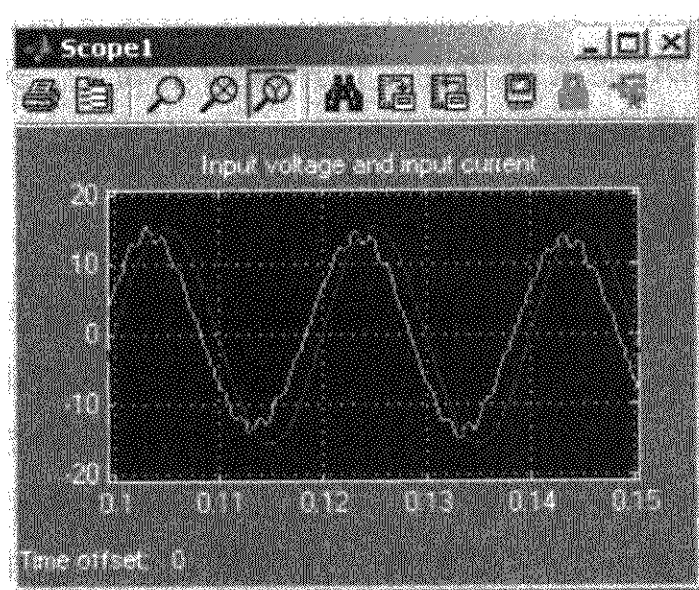 Scope1
Input voltage and input current
20
10
0
-10
-20
0.1 0.11 0.12 0.13 0.14 0.15
Time offset: 0